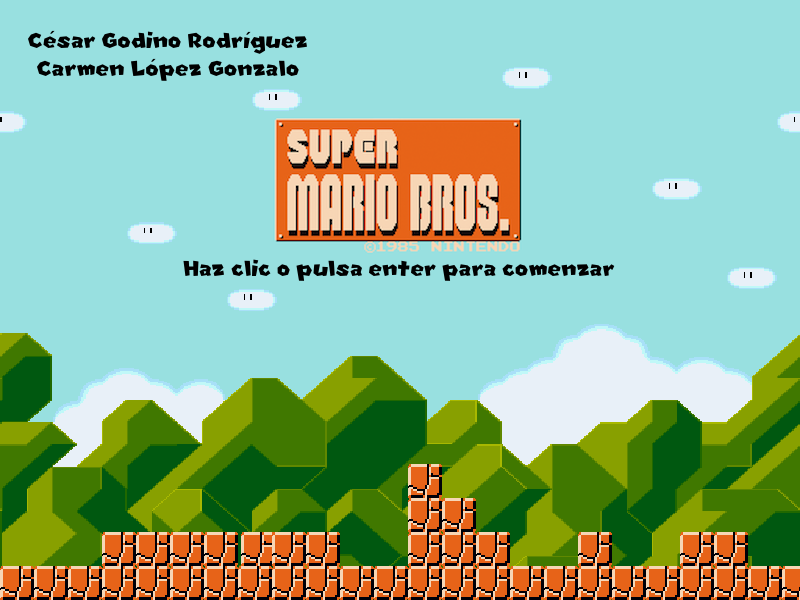 César Godino Rodríguez
Carmen López Gonzalo
SUPER
MARIO BROS.
©1985 NINTENDO
Haz clic o pulsa enter para comenzar